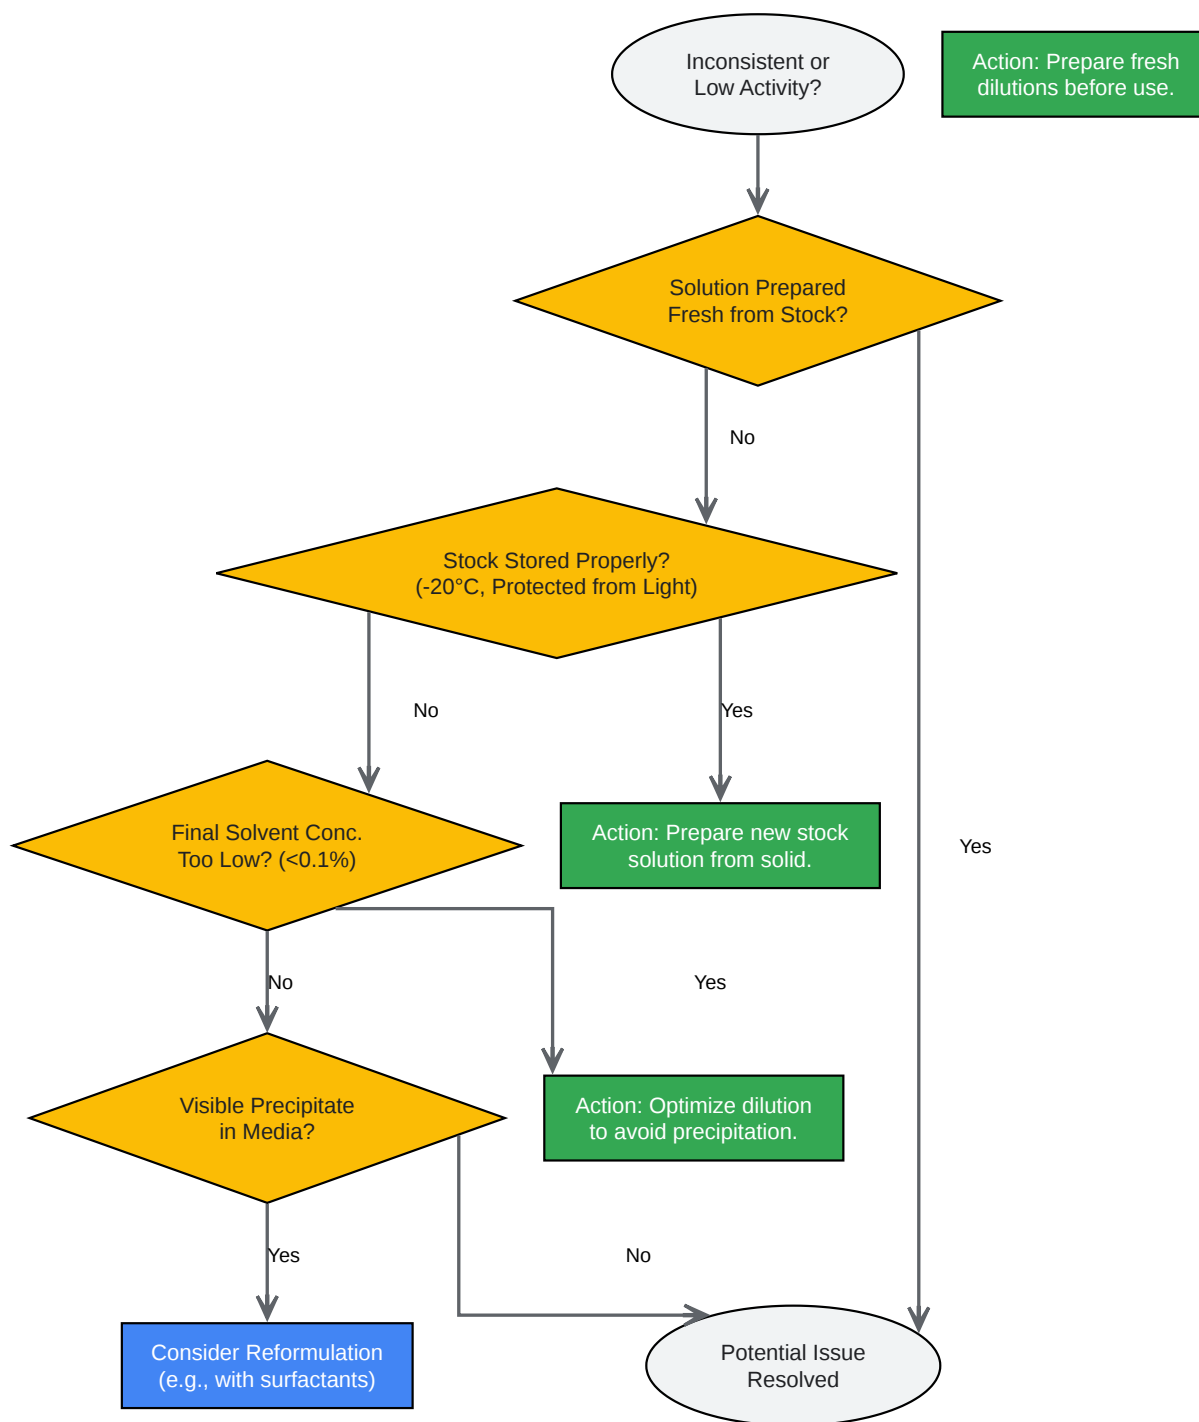 Inconsistent or
Low Activity?
Action: Prepare fresh
dilutions before use.
Solution Prepared
Fresh from Stock?
No
Stock Stored Properly?
(-20°C, Protected from Light)
No
Yes
Final Solvent Conc.
Too Low? (<0.1%)
Action: Prepare new stock
solution from solid.
Yes
No
Yes
Visible Precipitate
in Media?
Action: Optimize dilution
to avoid precipitation.
Yes
No
Consider Reformulation
(e.g., with surfactants)
Potential Issue
Resolved